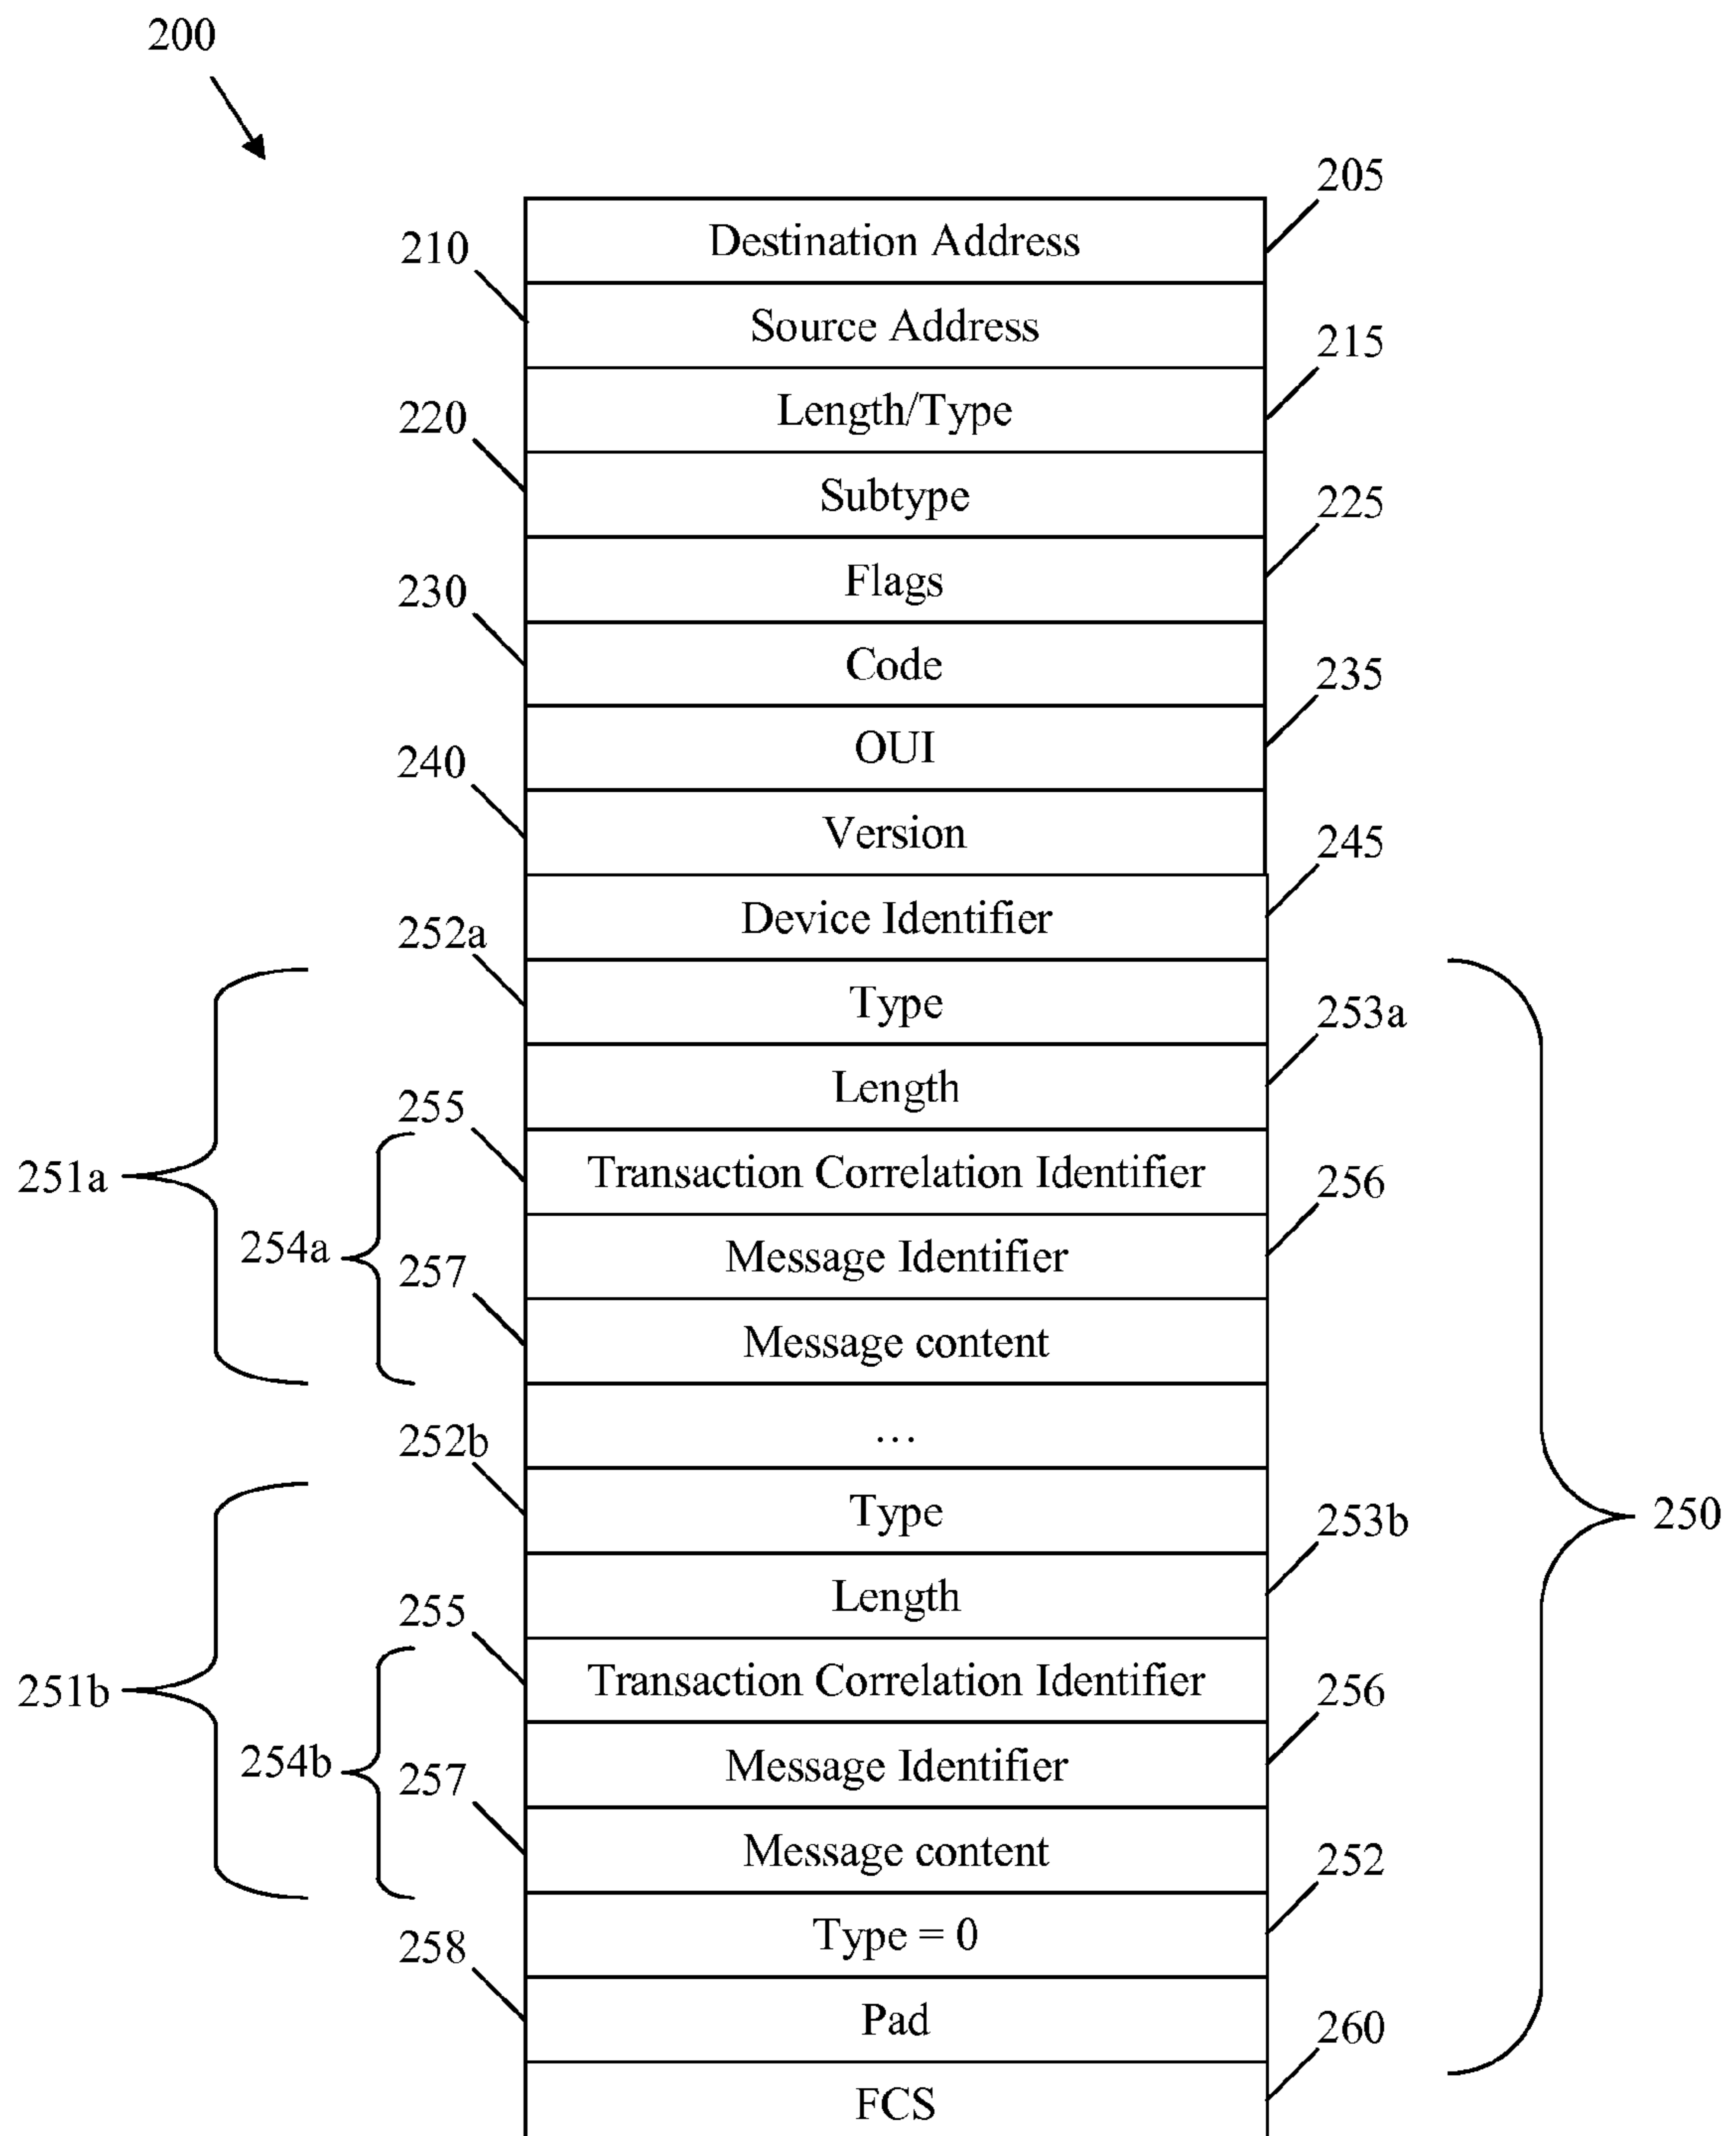 200
205
Destination Address
210
Source Address
215
Length/Type
220
Subtype
225
Flags
230
Code
235
OUI
240
Version
245
Device Identifier
252a
Type
253a
Length
255
Transaction Correlation Identifier
256
251a
254a
Message Identifier
257
Message content
...
252b
Type
253b
250
Length
255
Transaction Correlation Identifier
256
251b
254b
Message Identifier
257
Message content
252
Type = 0
258
Pad
260
FCS